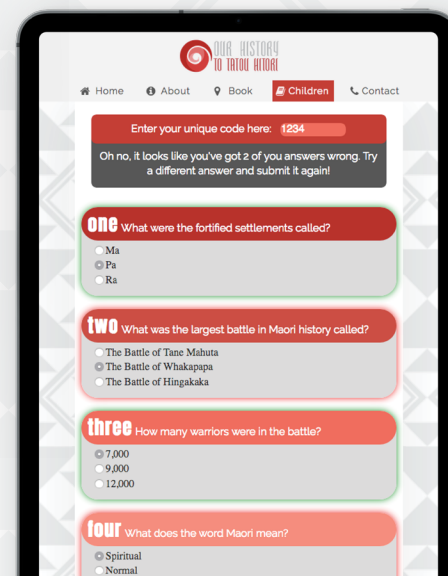 OUR HISTORY
TO TATOU HITORI
Home About Book Children Contact
Enter your unique code here: 1234
Oh no, it looks like you've got 2 of you answers wrong. Try
a different answer and submit it again!
one What were the fortified settlements called?
Ma
Pa
Ra
two What was the largest battle in Maori history called?
The Battle of Tane Mahuta
The Battle of Whakapapa
The Battle of Hingakaka
three How many warriors were in the battle?
7,000
9,000
12,000
four What does the word Maori mean?
Spiritual
Normal